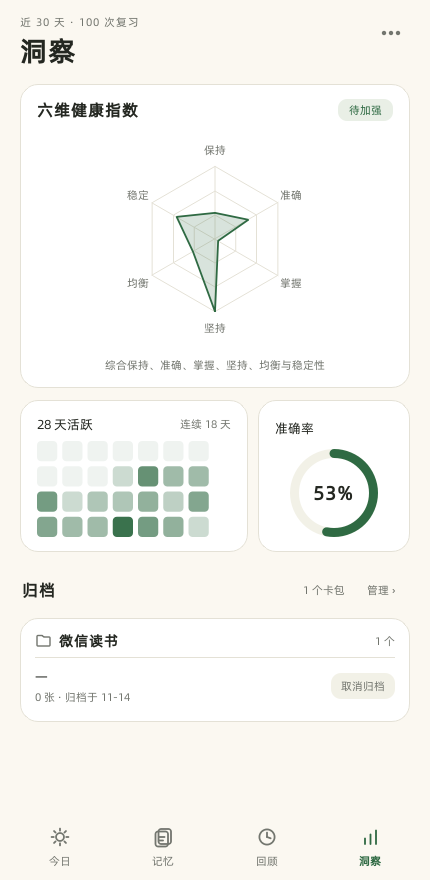 近 30 天 · 100 次复习
洞察
六维健康指数
待加强
保持
稳定
准确
均衡
掌握
坚持
综合保持、准确、掌握、坚持、均衡与稳定性
28 天活跃
连续 18 天
准确率
53%
归档
1 个卡包
管理 ›
微信读书
1 个
—
0 张 · 归档于 11-14
取消归档
今日
记忆
回顾
洞察